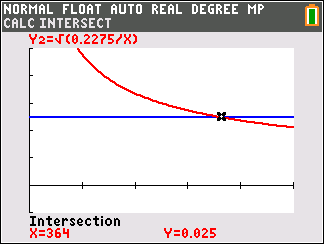 NORMAL FLOAT AUTO REAL DEGREE MP
CALC INTERSECT
Y2=√(0.2275/X)
Intersection
X=364 Y=0.025